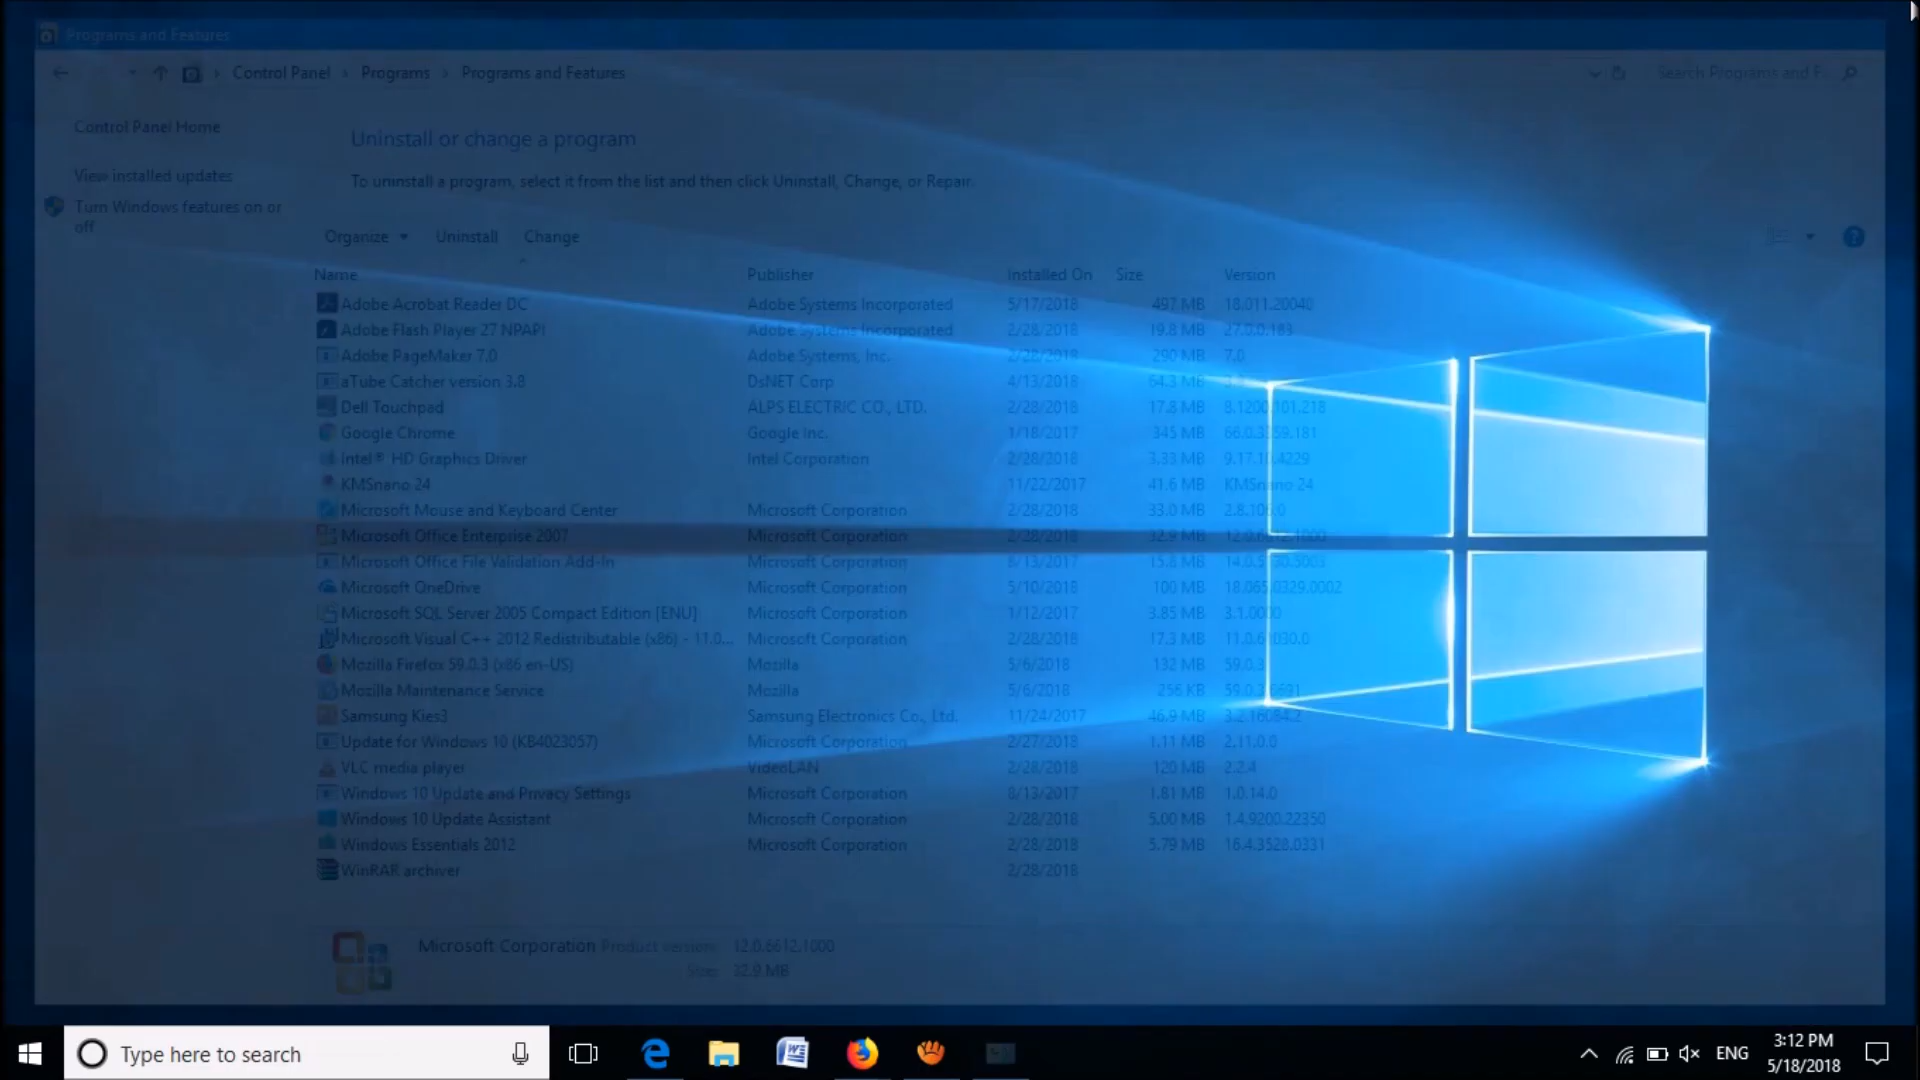 Programs and Features
Control Panel Programs Programs and Features Search Programs and F
Control Panel Home
View installed updates
Turn Windows features on or
off
Uninstall or change a program
To uninstall a program, select it from the list and then click Uninstall, Change, or Repair.
Organize Uninstall Change
Name Publisher Installed On Size Version
Adobe Acrobat Reader DC Adobe Systems Incorporated 5/17/2018 497 MB 18.011.20040
Adobe Flash Player 27 NPAPI Adobe Systems Incorporated 2/28/2018 19.8 MB 27.0.0.183
Adobe PageMaker 7.0 Adobe Systems, Inc. 2/28/2018 290 MB 7.0
aTube Catcher version 3.8 DsNET Corp 4/13/2018 64.3 MB
Dell Touchpad ALPS ELECTRIC CO., LTD. 2/28/2018 17.8 MB 8.1200.101.218
Google Chrome Google Inc. 1/18/2017 345 MB 66.0.3359.181
Intel® HD Graphics Driver Intel Corporation 2/28/2018 3.33 MB 9.17.10.4229
KMSnano 24 11/22/2017 41.6 MB KMSnano 24
Microsoft Mouse and Keyboard Center Microsoft Corporation 2/28/2018 33.0 MB 2.8.106.0
Microsoft Office Enterprise 2007 Microsoft Corporation 2/28/2018 32.9 MB 12.0.6612.1000
Microsoft Office File Validation Add-In Microsoft Corporation 8/13/2017 15.8 MB 14.0.5130.5003
Microsoft OneDrive Microsoft Corporation 5/10/2018 100 MB 18.065.0329.0002
Microsoft SQL Server 2005 Compact Edition [ENU] Microsoft Corporation 1/12/2017 3.85 MB 3.1.0000
Microsoft Visual C++ 2012 Redistributable (x86) - 11.0... Microsoft Corporation 2/28/2018 17.3 MB 11.0.61030.0
Mozilla Firefox 59.0.3 (x86 en-US) Mozilla 5/6/2018 132 MB 59.0.3
Mozilla Maintenance Service Mozilla 5/6/2018 256 KB 59.0.3.6691
Samsung Kies3 Samsung Electronics Co., Ltd. 11/24/2017 46.9 MB 3.2.16084.2
Update for Windows 10 (KB4023057) Microsoft Corporation 2/27/2018 1.11 MB 2.11.0.0
VLC media player VideoLAN 2/28/2018 120 MB 2.2.4
Windows 10 Update and Privacy Settings Microsoft Corporation 8/13/2017 1.81 MB 1.0.14.0
Windows 10 Update Assistant Microsoft Corporation 2/28/2018 5.00 MB 1.4.9200.22350
Windows Essentials 2012 Microsoft Corporation 2/28/2018 5.79 MB 16.4.3528.0331
WinRAR archiver 2/28/2018
Microsoft Corporation Product version: 12.0.6612.1000
Size: 32.9 MB
Type here to search
ENG
3:12 PM
5/18/2018